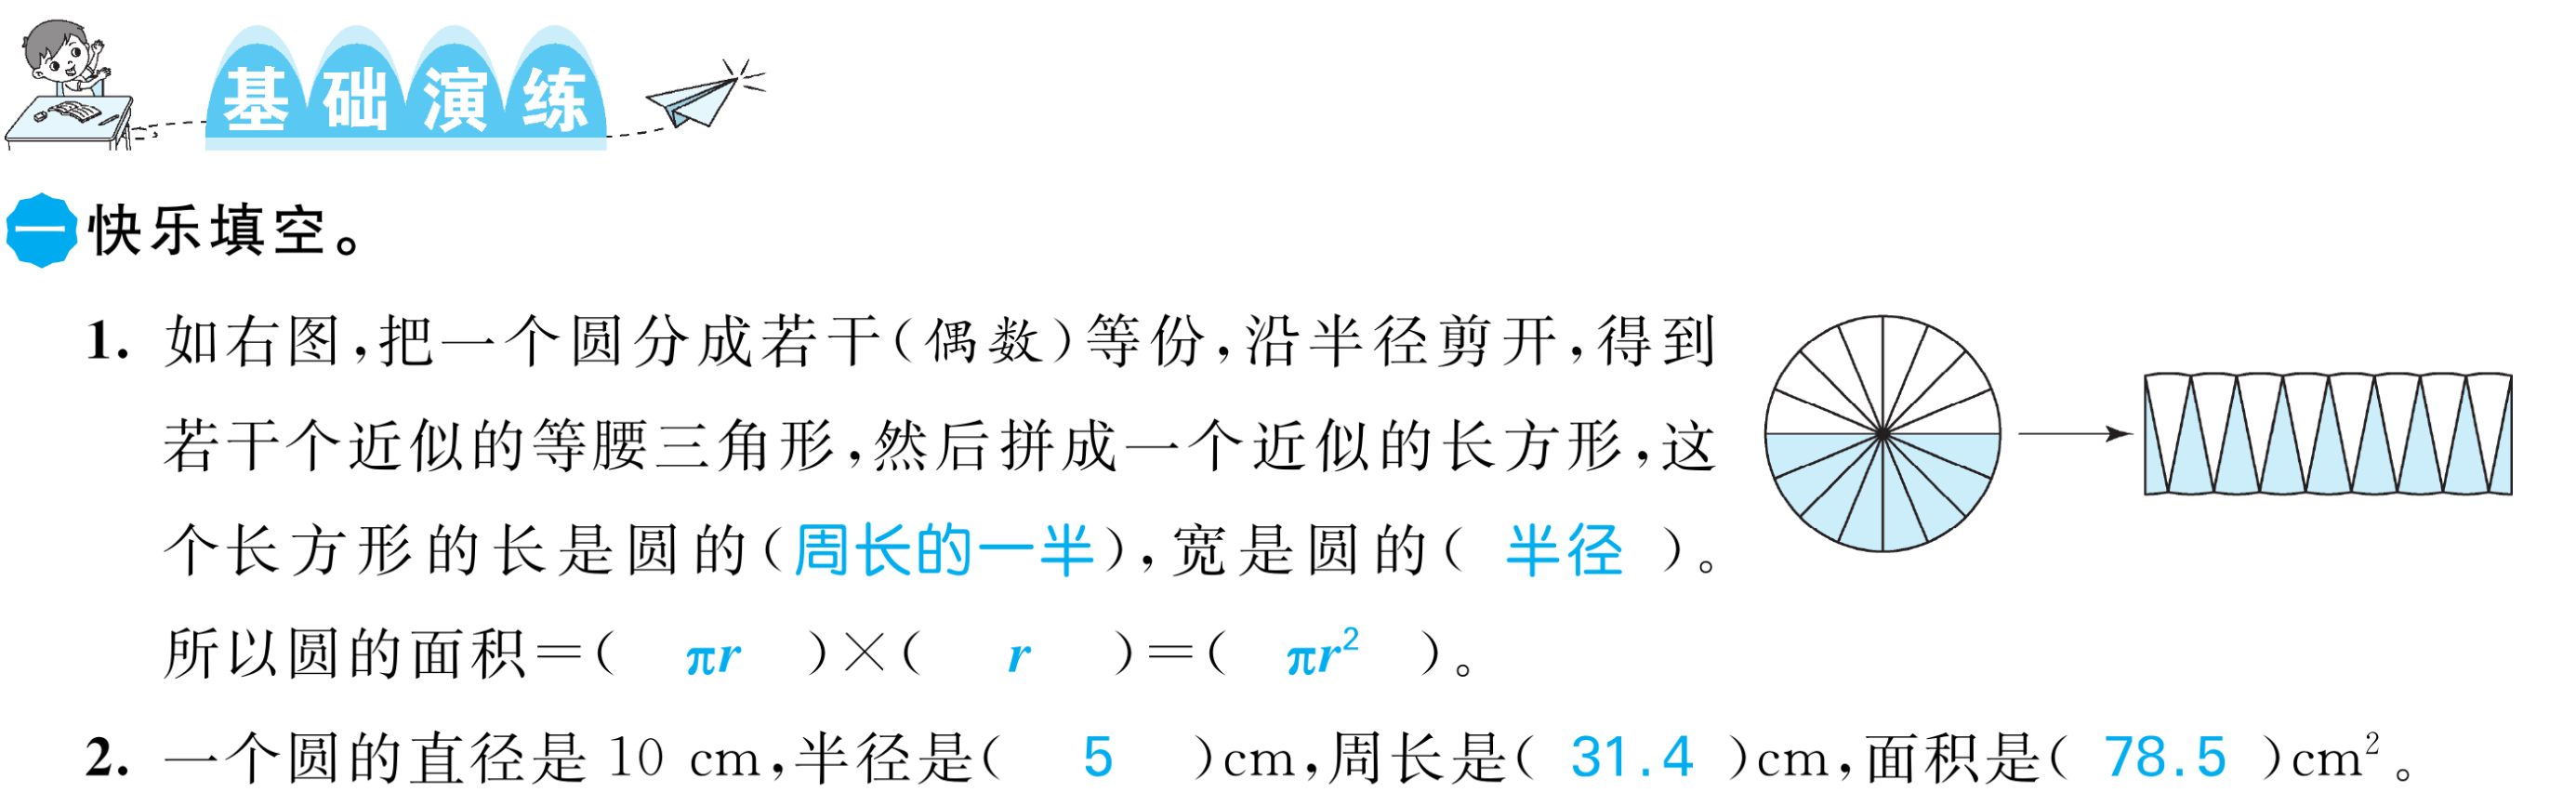 基础演练
一 快乐填空。
1. 如右图,把一个圆分成若干(偶数)等份,沿半径剪开,得到
若干个近似的等腰三角形,然后拼成一个近似的长方形,这
个长方形的长是圆的(周长的一半),宽是圆的( 半径 )。
所以圆的面积=( πr )×( r )=( πr² )。
2. 一个圆的直径是 10 cm,半径是( 5 )cm,周长是( 31.4 )cm,面积是( 78.5 )cm²。